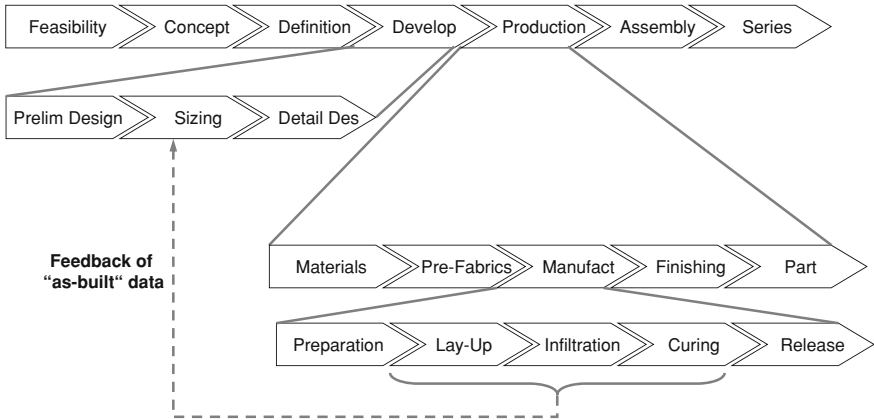 Feasibility Concept Definition Develop Production Assembly Series
Prelim Design Sizing Detail Des
Feedback of
“as-built“ data
Materials Pre-Fabrics Manufact Finishing Part
Preparation Lay-Up Infiltration Curing Release